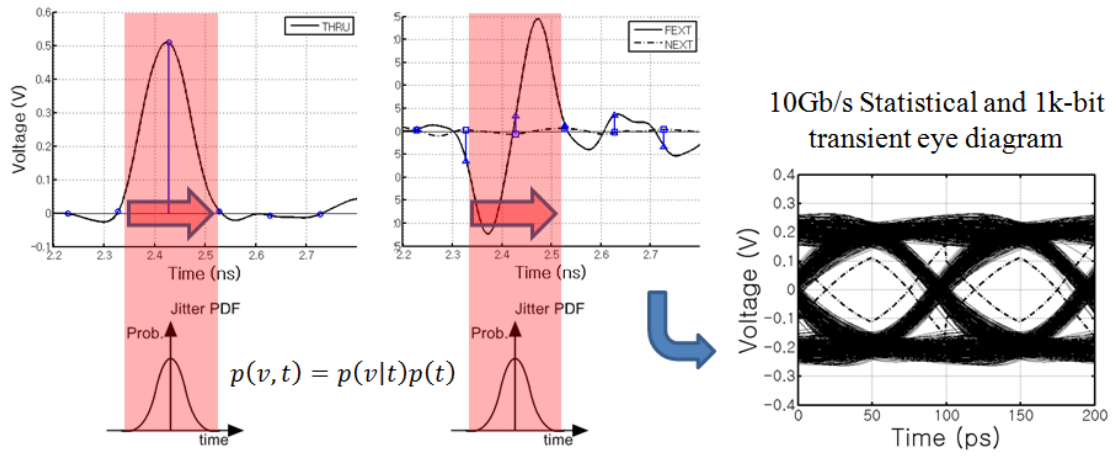 THRU
Voltage (V)
0.6
0.5
0.4
0.3
0.2
0.1
0
-0.1
2.2 2.3 2.4 2.5 2.6 2.7
Time (ns)
FEXT
NEXT
2.2 2.3 2.4 2.5 2.6 2.7
Time (ns)
Jitter PDF
Prob.
time
p(v,t) = p(v|t)p(t)
Jitter PDF
Prob.
time
10Gb/s Statistical and 1k-bit
transient eye diagram
Voltage (V)
0.4
0.3
0.2
0.1
0
-0.1
-0.2
-0.3
-0.4
0 50 100 150 200
Time (ps)